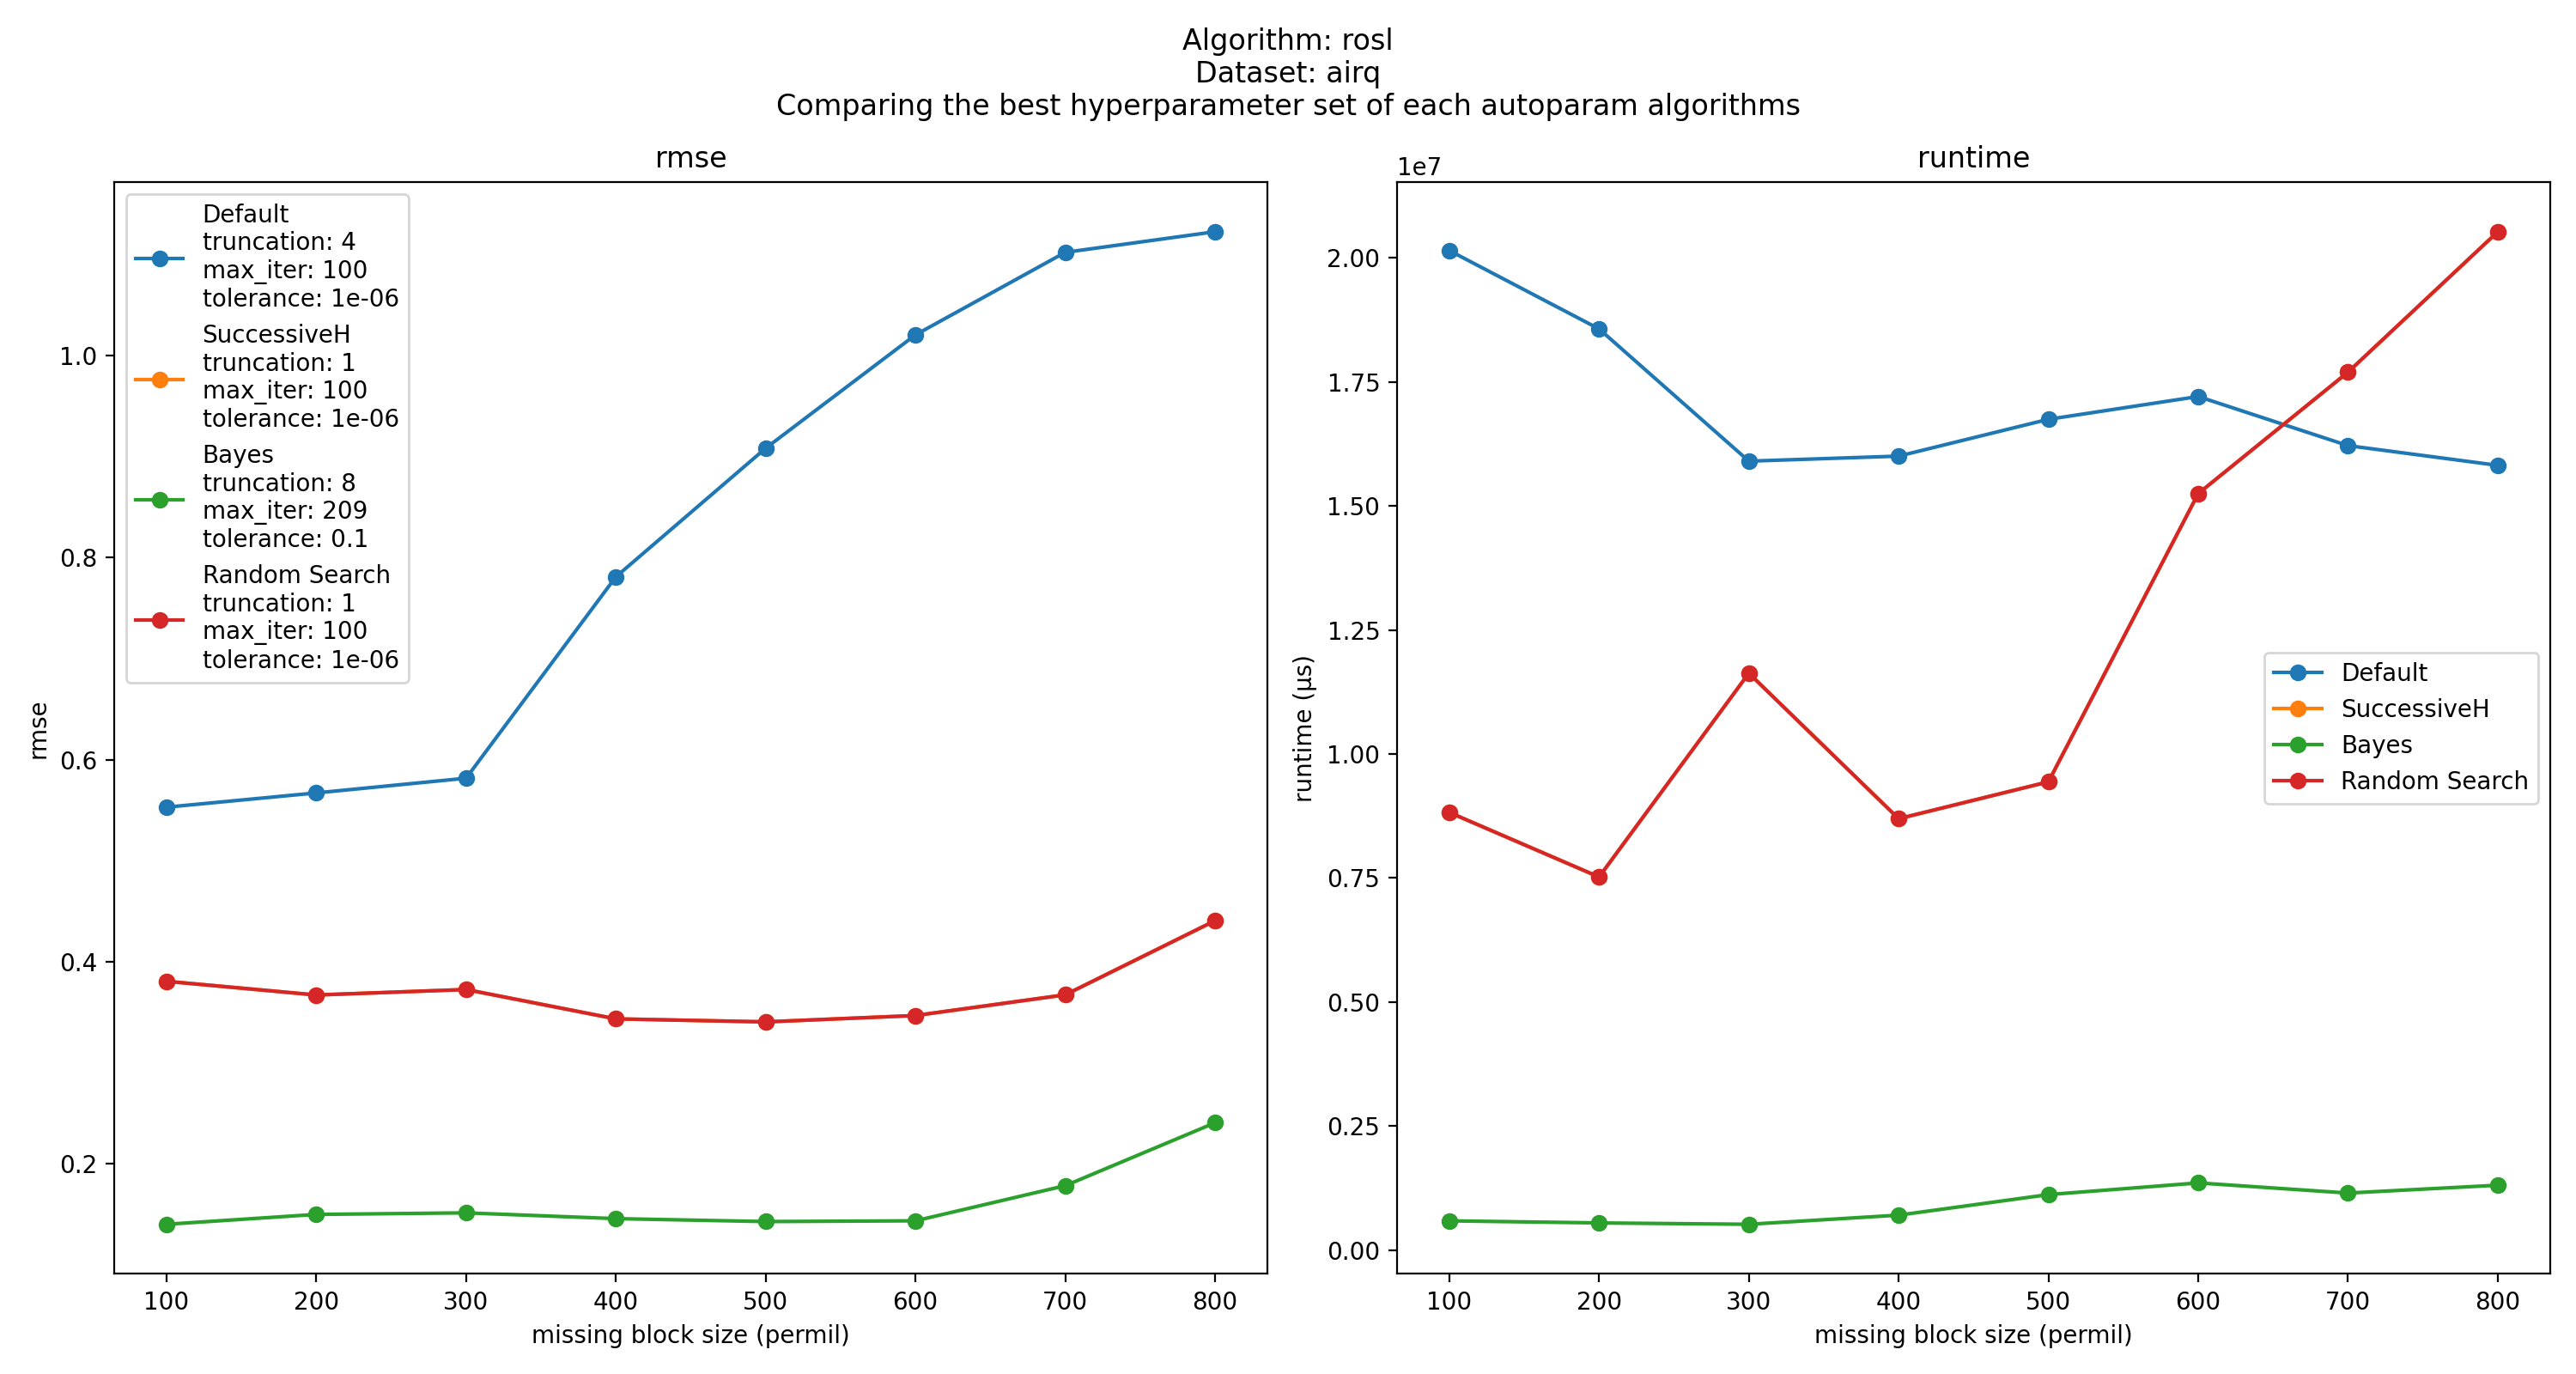 Algorithm: rosl
Dataset: airq
Comparing the best hyperparameter set of each autoparam algorithms
rmse
Default
truncation: 4
max_iter: 100
tolerance: 1e-06
SuccessiveH
truncation: 1
max_iter: 100
tolerance: 1e-06
Bayes
truncation: 8
max_iter: 209
tolerance: 0.1
Random Search
truncation: 1
max_iter: 100
tolerance: 1e-06
1.0
0.8
0.6
0.4
0.2
rmse
100 200 300 400 500 600 700 800
missing block size (permil)
runtime
1e7
2.00
1.75
1.50
1.25
1.00
0.75
0.50
0.25
0.00
runtime (µs)
Default
SuccessiveH
Bayes
Random Search
100 200 300 400 500 600 700 800
missing block size (permil)